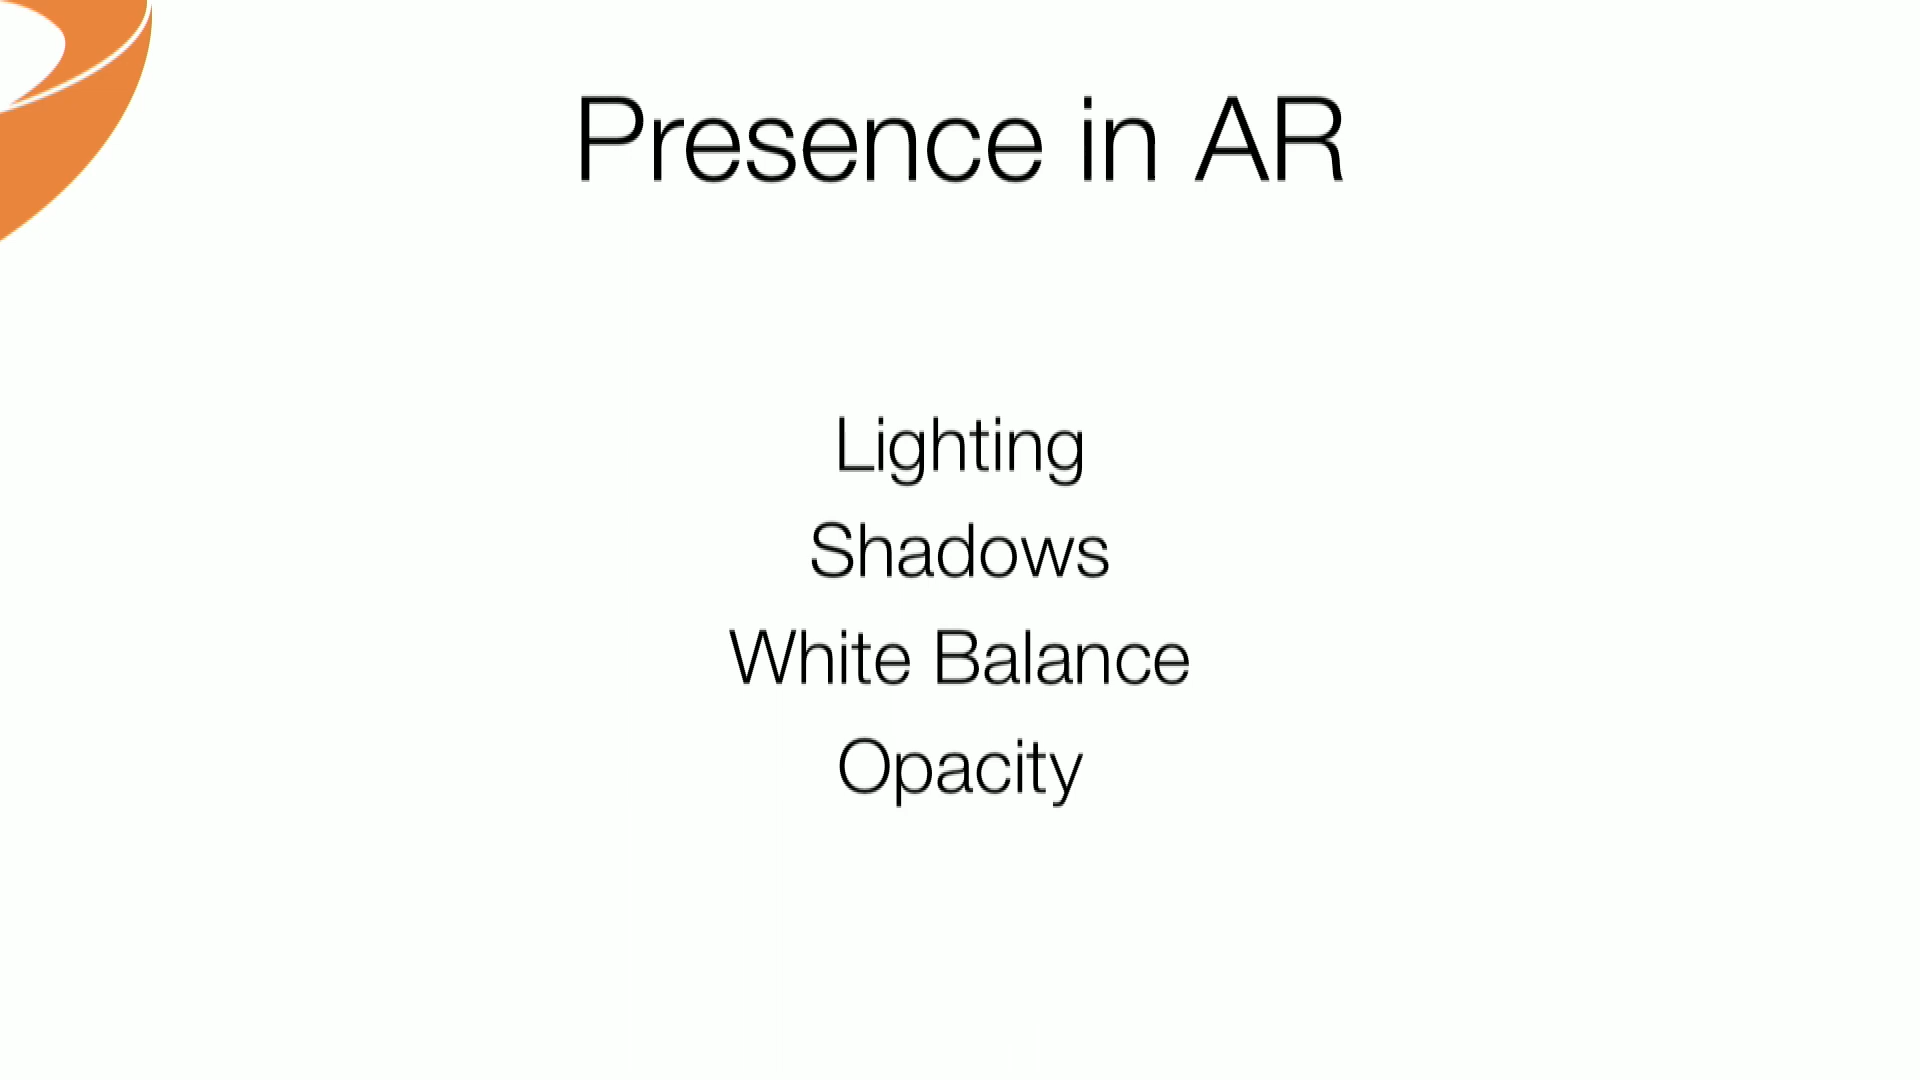 Presence in AR
Lighting
Shadows
White Balance
Opacity